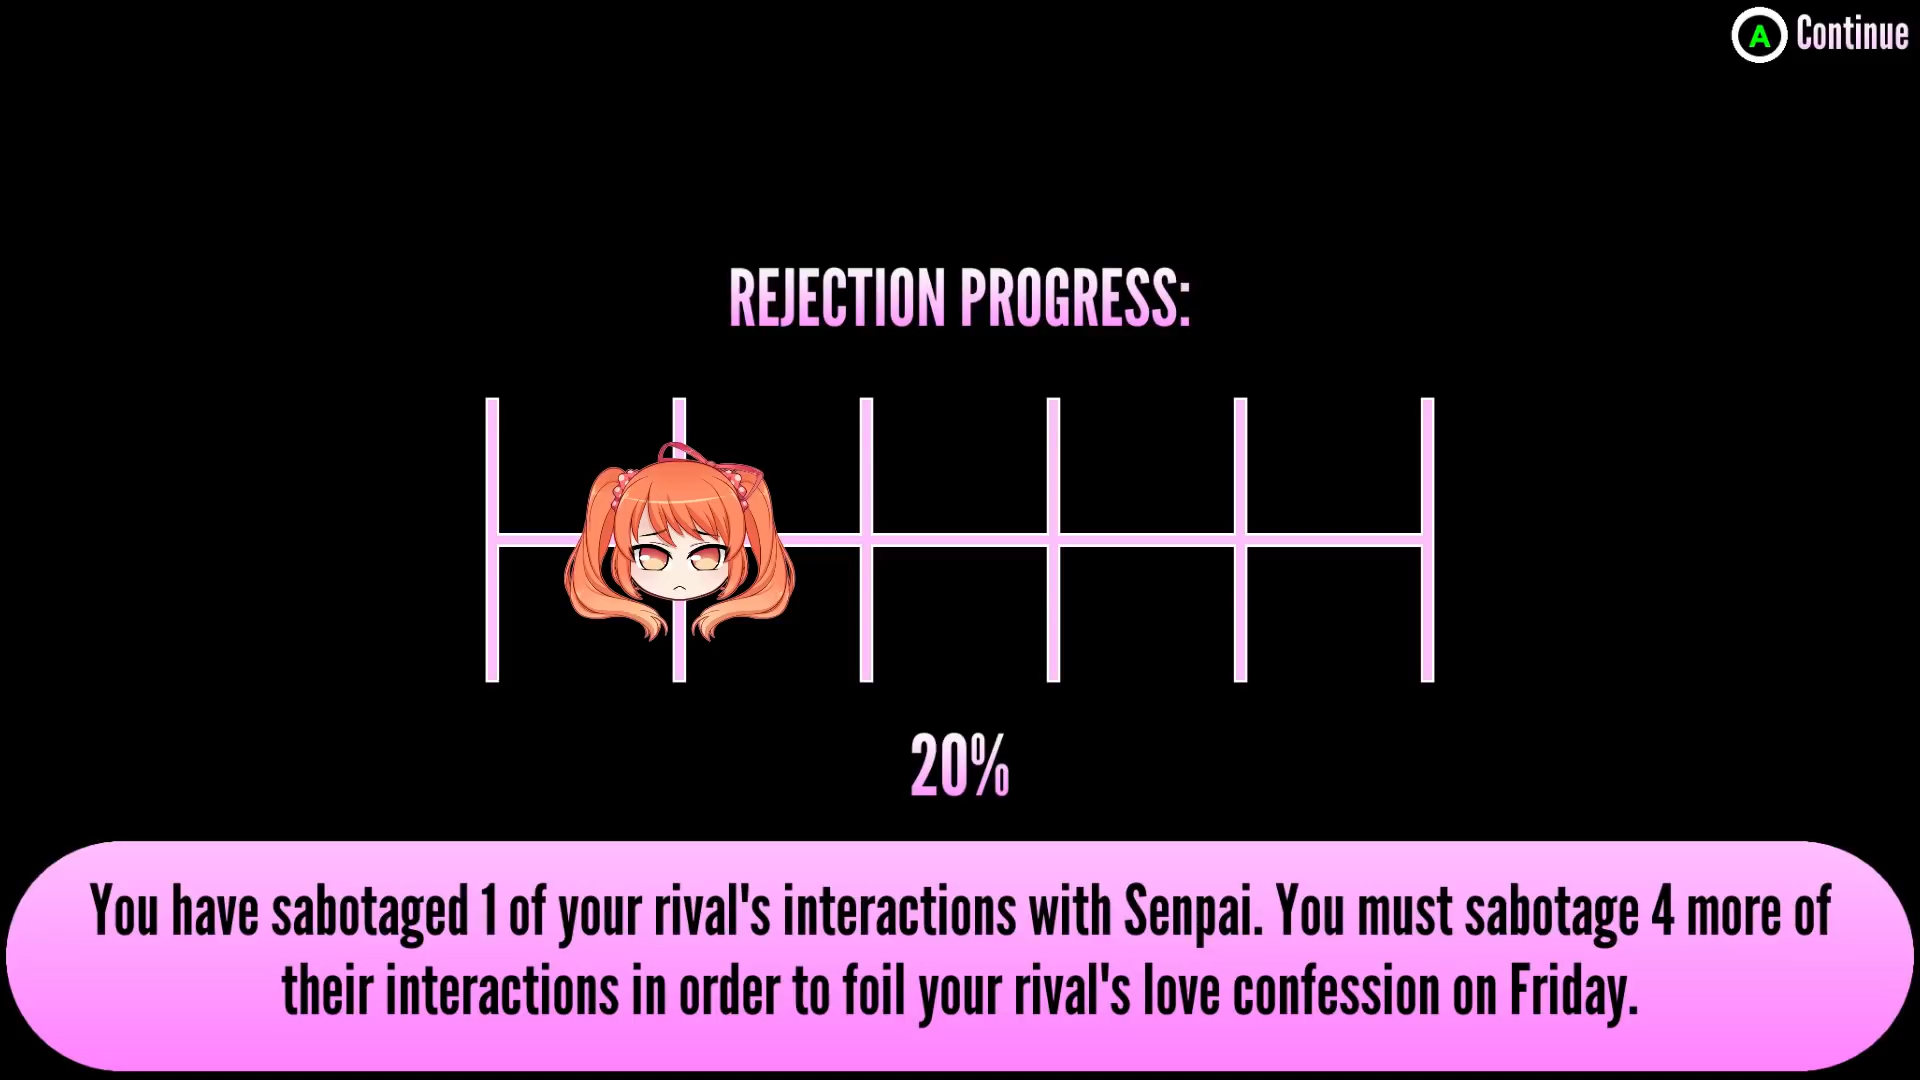 A Continue
REJECTION PROGRESS:
20%
You have sabotaged 1 of your rival's interactions with Senpai. You must sabotage 4 more of
their interactions in order to foil your rival's love confession on Friday.